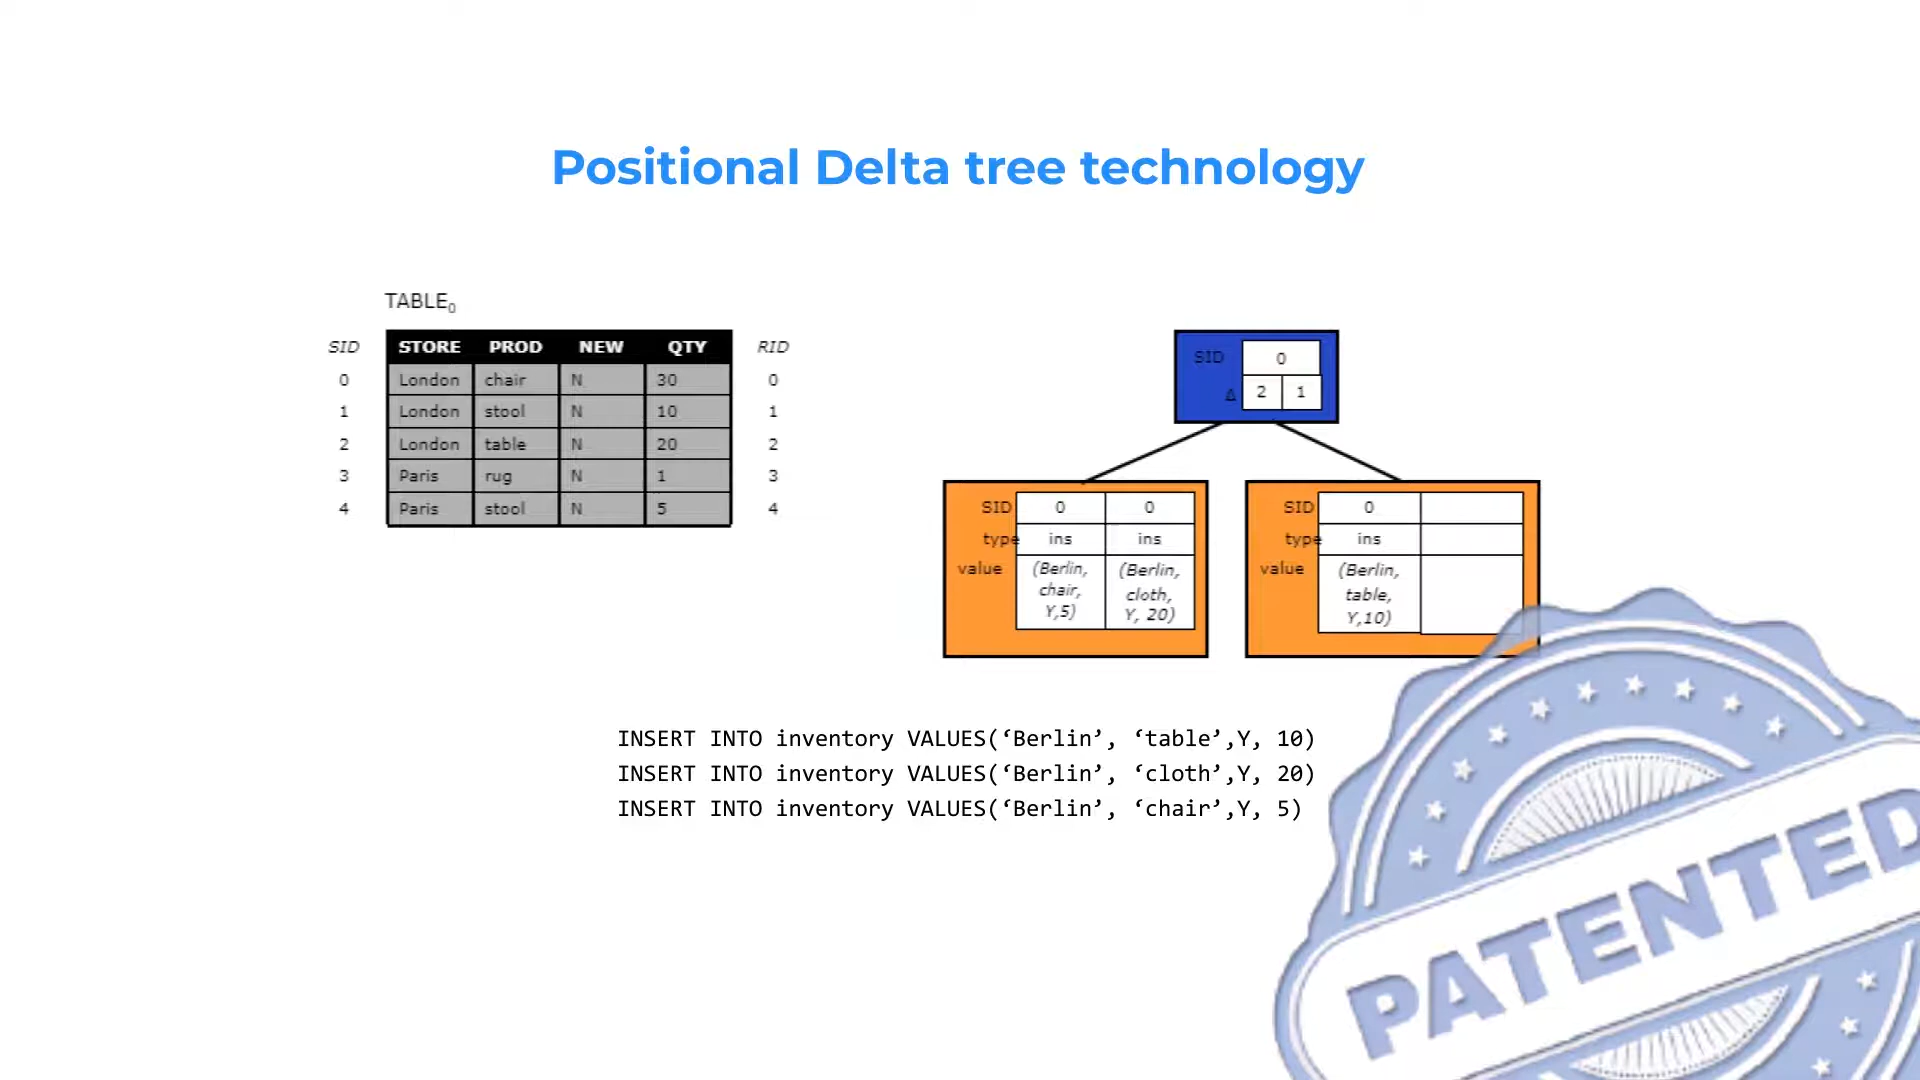 Positional Delta tree technology
TABLE0
SID STORE PROD NEW QTY RID
0 London chair N 30 0
1 London stool N 10 1
2 London table N 20 2
3 Paris rug N 1 3
4 Paris stool N 5 4
SID 0
Δ 2 1
SID 0 0
type ins ins
value (Berlin, (Berlin,
chair, cloth,
Y,5) Y, 20)
SID 0
type ins
value (Berlin,
table,
Y,10)
INSERT INTO inventory VALUES(‘Berlin’, ‘table’,Y, 10)
INSERT INTO inventory VALUES(‘Berlin’, ‘cloth’,Y, 20)
INSERT INTO inventory VALUES(‘Berlin’, ‘chair’,Y, 5)
PATENTED